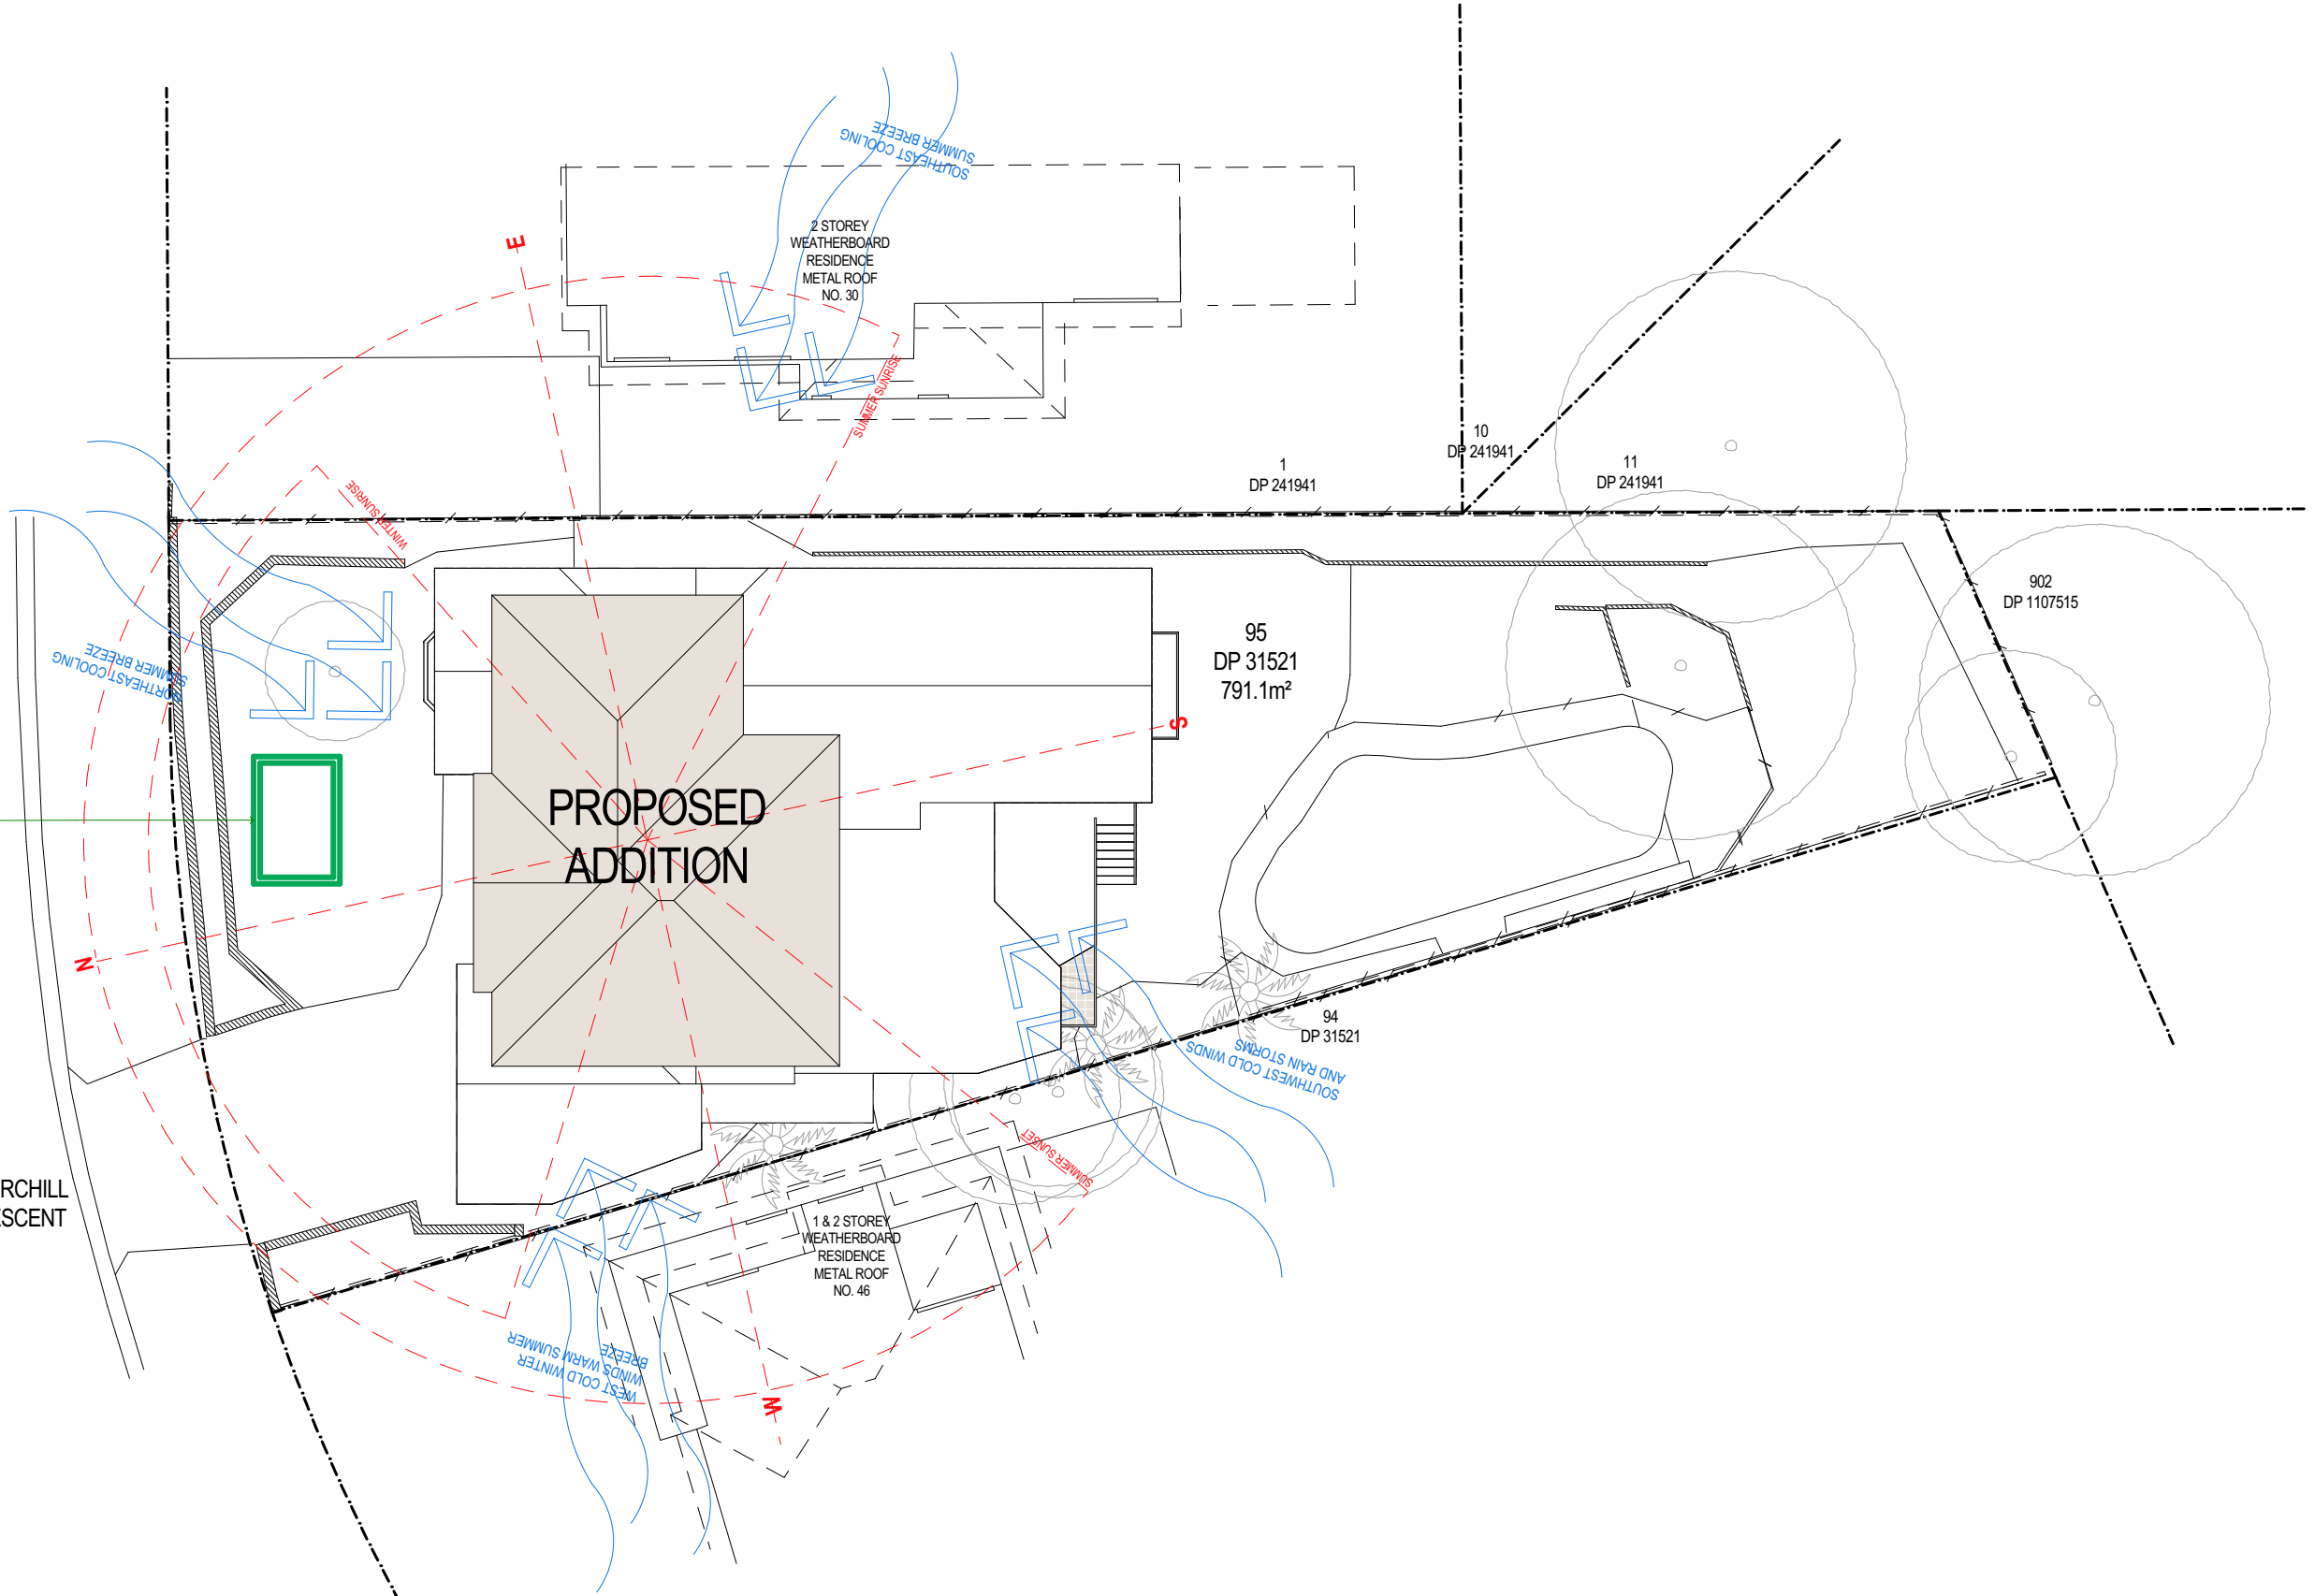 SOUTHEAST COOLING
SUMMER BREEZE
2 STOREY
WEATHERBOARD
RESIDENCE
METAL ROOF
NO. 30
E
SUMMER SUNRISE
WINTER SUNRISE
10
DP 241941
1
DP 241941
11
DP 241941
902
DP 1107515
95
DP 31521
791.1m²
NORTHEAST COOLING
SUMMER BREEZE
S
PROPOSED
ADDITION
N
94
DP 31521
SOUTHWEST COLD WINDS
AND RAIN STORMS
SUMMER SUNSET
RCHILL
ESCENT
1 & 2 STOREY
WEATHERBOARD
RESIDENCE
METAL ROOF
NO. 46
WEST COLD WINTER
WINDS WARM SUMMER
BREEZE
W